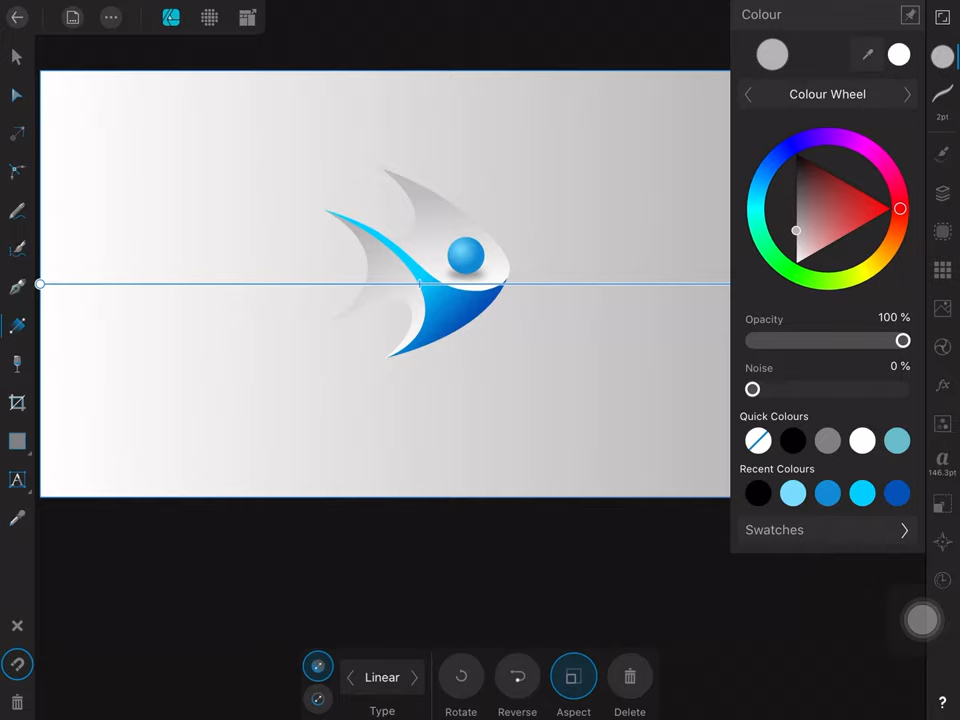 Colour
Colour Wheel
2pt
Opacity
100 %
Noise
0 %
Quick Colours
Recent Colours
a
146.3pt
Swatches
A
Linear
Type
Rotate
Reverse
Aspect
Delete
fx
?